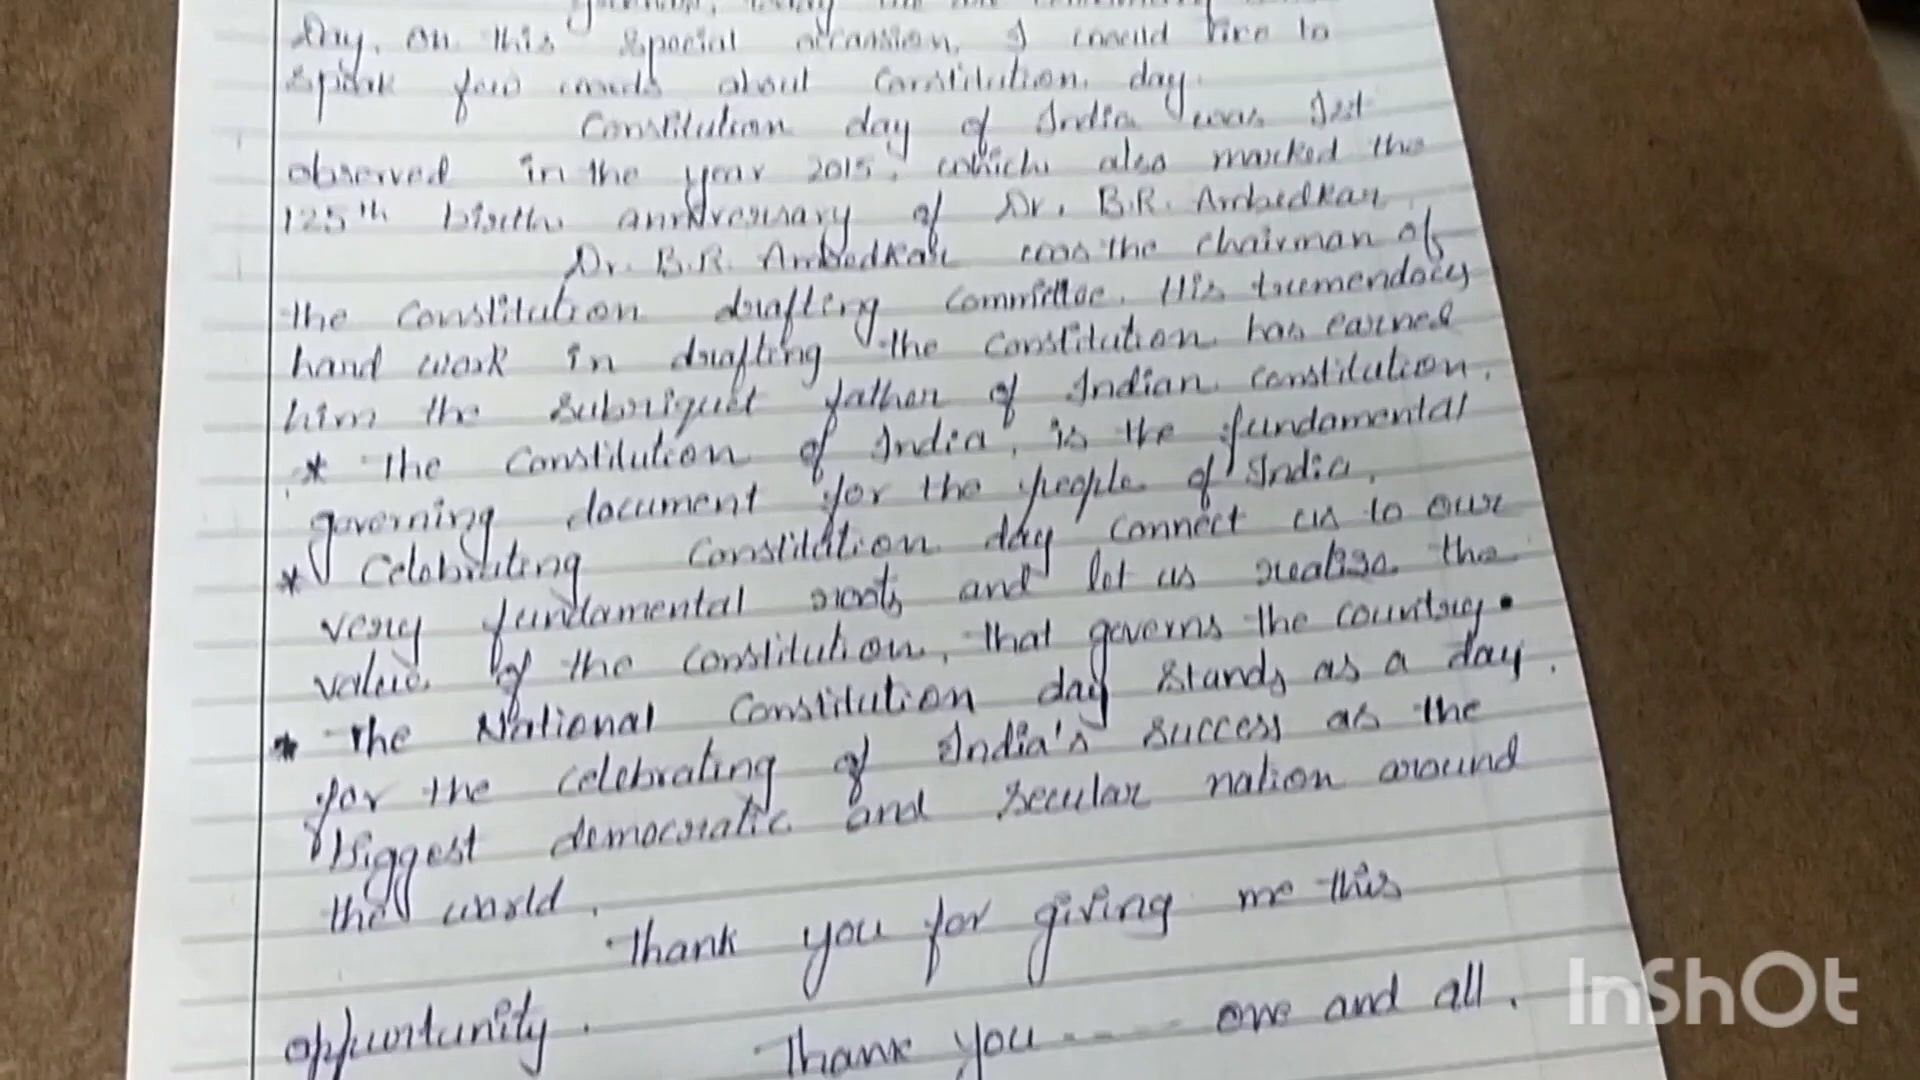 Day. on this special occassion, I would like to
speak few words about Constitution day.
Constitution day of India was Ist
observed in the year 2015, which also marked the
125th birth anniversary of Dr. B.R. Ambedkar.
Dr. B.R. Ambedkar was the chairman of
the constitution drafting committee. His tremendous
hard work in drafting the constitution has earned
him the subriquet father of Indian constitution.
* The constitution of India, is the fundamental
governing document for the people of India.
* Celebrating constitution day connect us to our
very fundamental roots and let us realise the
value of the constitution, that governs the country.
* The National constitution day stands as a day.
for the celebrating of India's success as the
biggest democratic and secular nation around
the world.
Thank you for giving me this
oppurtunity.
Thank you ---- one and all.
InShOt